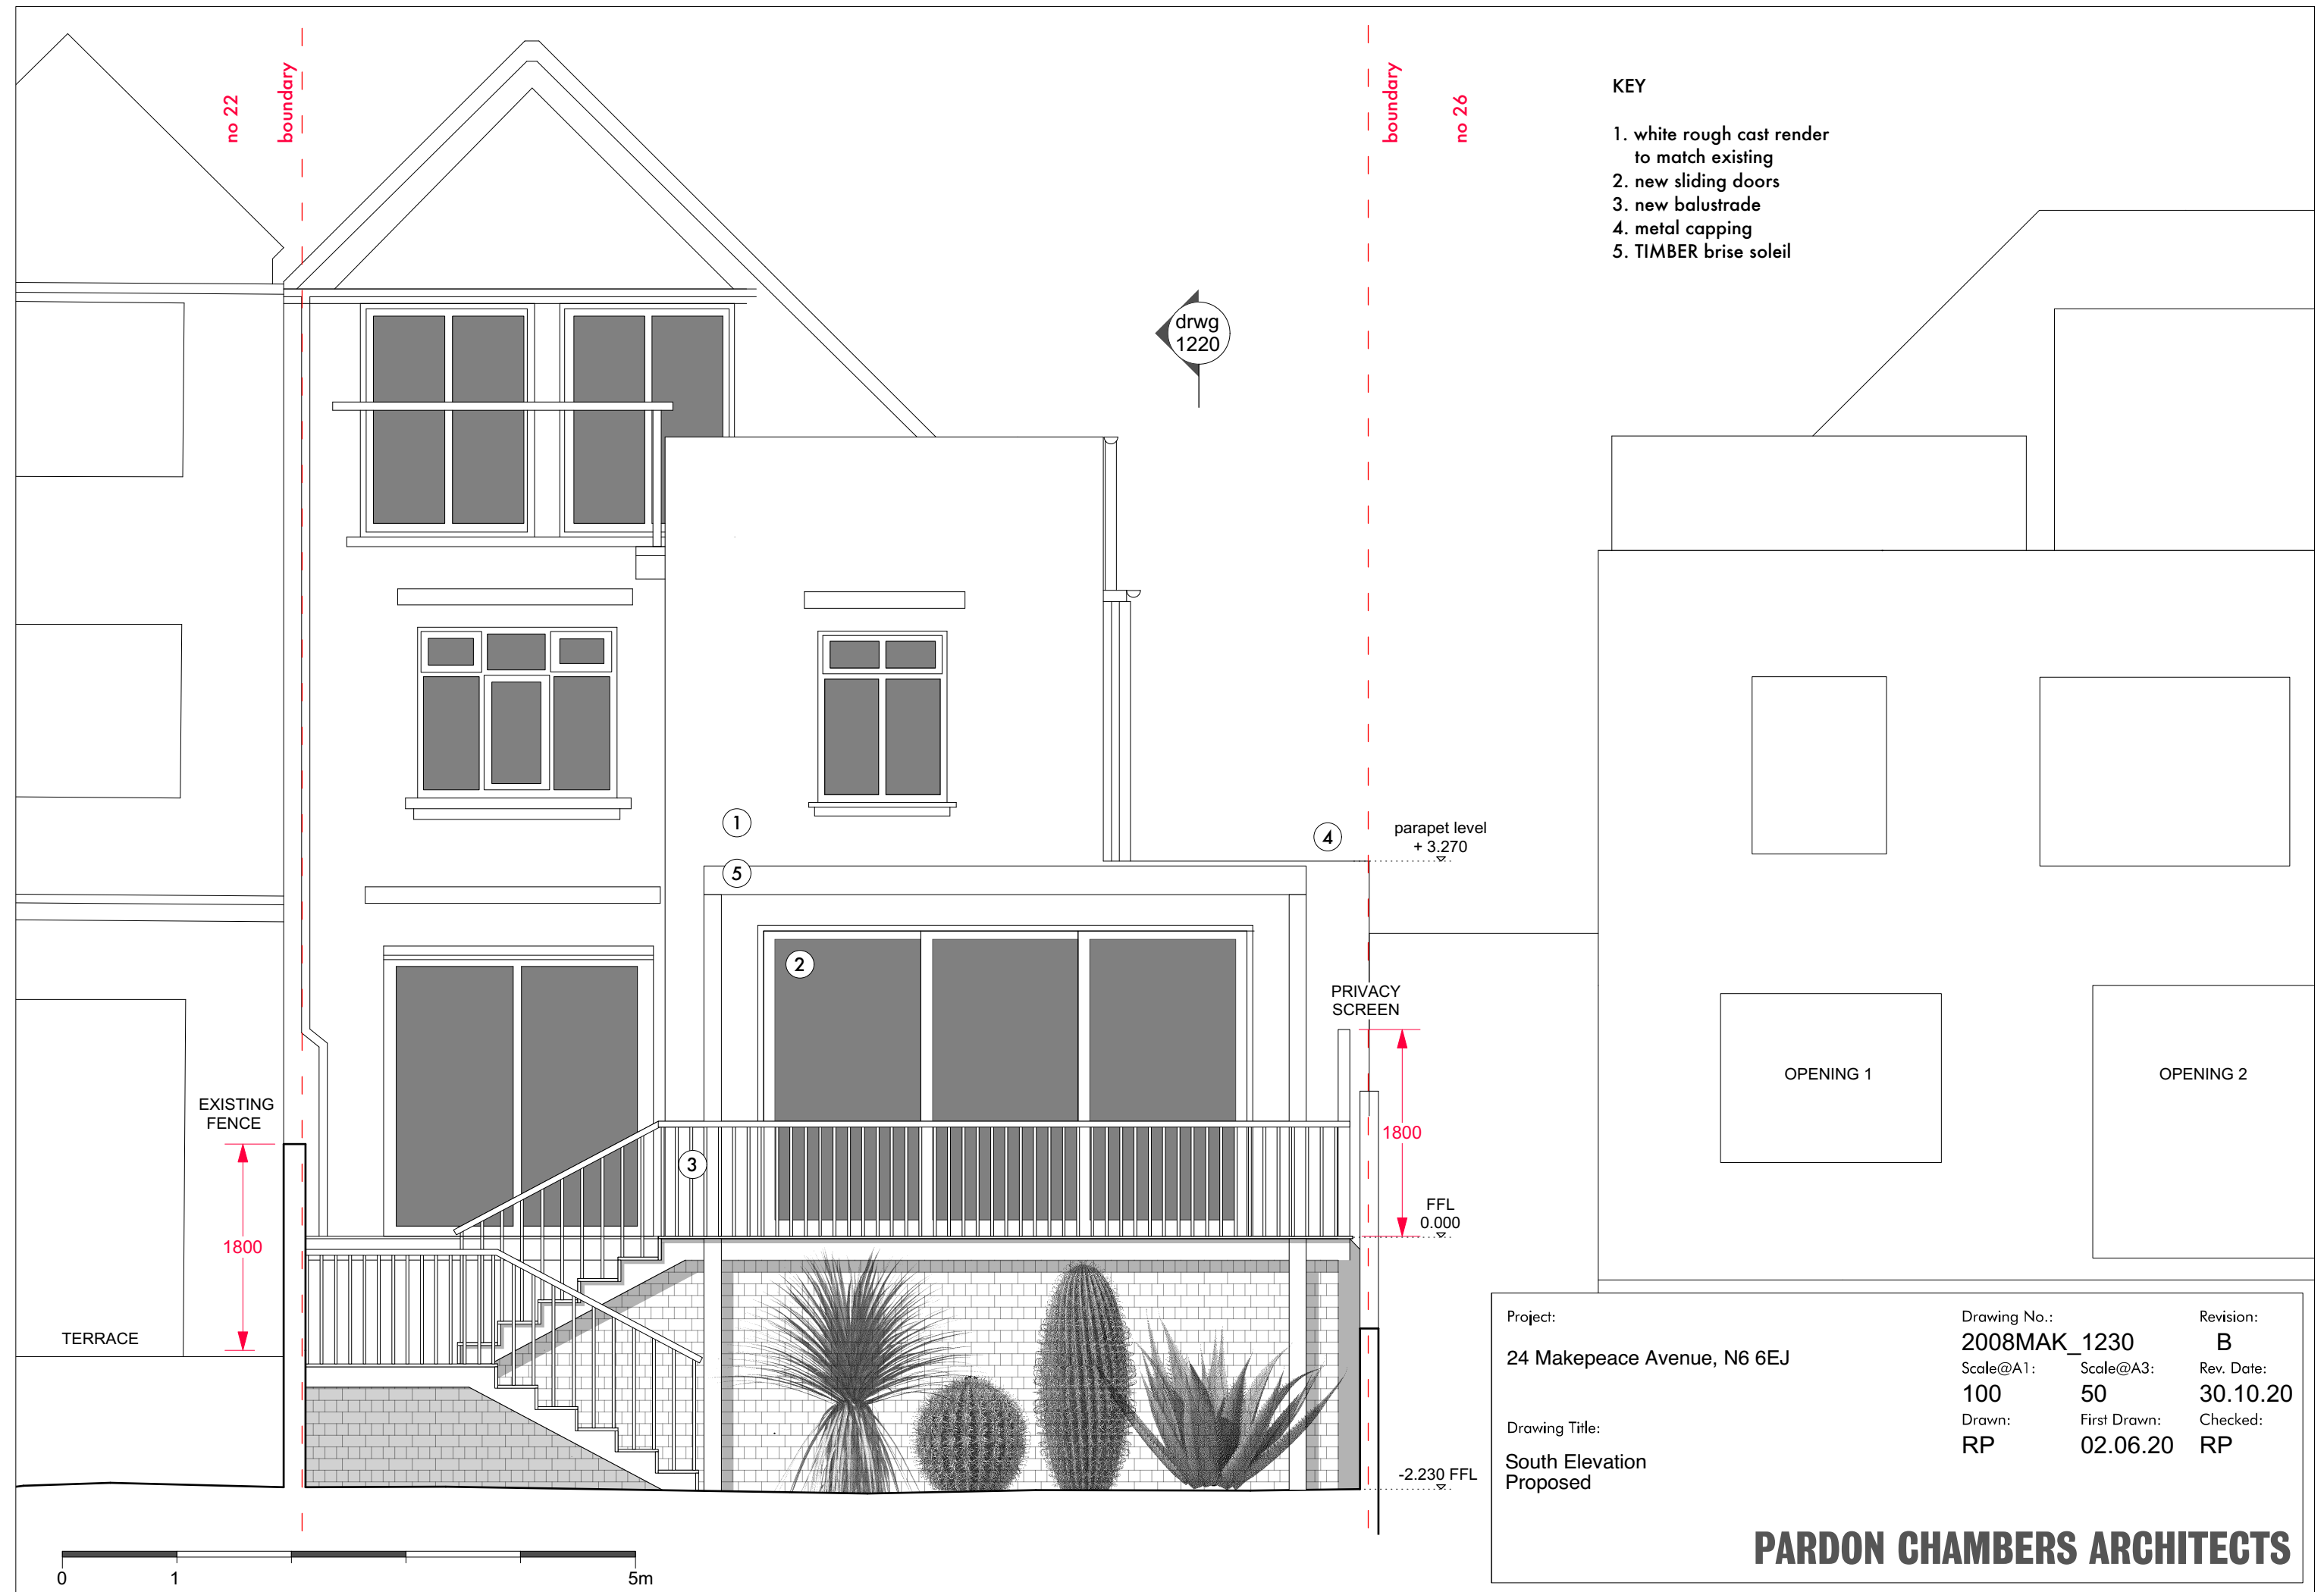 no 22
boundary
boundary
no 26
KEY
1. white rough cast render
to match existing
2. new sliding doors
3. new balustrade
4. metal capping
5. TIMBER brise soleil
drwg
1220
1
4
parapet level
+ 3.270
5
2
PRIVACY
SCREEN
OPENING 1
OPENING 2
EXISTING
FENCE
1800
3
FFL
0.000
1800
TERRACE
-2.230 FFL
0
1
5m
Project:
24 Makepeace Avenue, N6 6EJ
Drawing Title:
South Elevation
Proposed
Drawing No.:
2008MAK_1230
Revision:
B
Scale@A1:
100
Scale@A3:
50
Rev. Date:
30.10.20
Drawn:
RP
First Drawn:
02.06.20
Checked:
RP
PARDON CHAMBERS ARCHITECTS